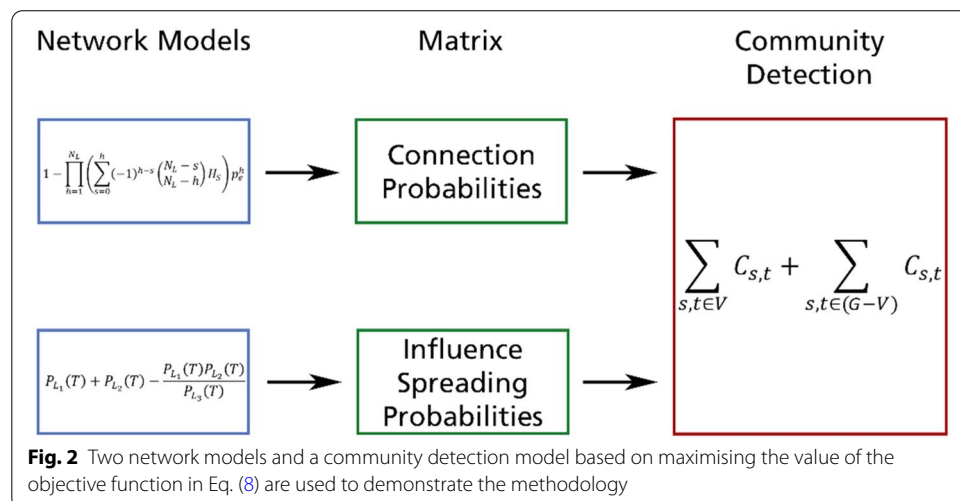 Network Models
Matrix
Community
Detection
$1 - \prod_{h=1}^{N_L} \left( \sum_{s=0}^{h} (-1)^{h-s} \binom{N_L - s}{N_L - h} H_S \right) p_e^h$
Connection
Probabilities
$\sum_{s,t \in V} C_{s,t} + \sum_{s,t \in (G-V)} C_{s,t}$
$P_{L_1}(T) + P_{L_2}(T) - \frac{P_{L_1}(T) P_{L_2}(T)}{P_{L_3}(T)}$
Influence
Spreading
Probabilities
Fig. 2 Two network models and a community detection model based on maximising the value of the
objective function in Eq. (8) are used to demonstrate the methodology